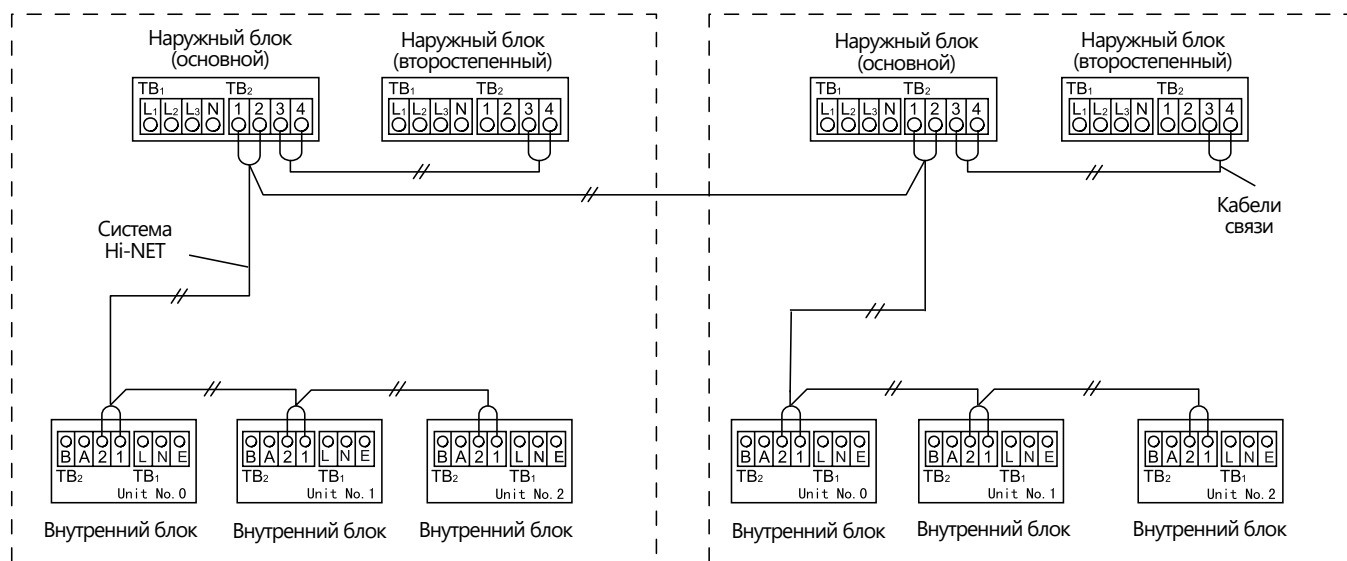 Наружный блок
(основной)
TB₁ TB₂
L₁ L₂ L₃ N 1 2 3 4
Наружный блок
(второстепенный)
TB₁ TB₂
L₁ L₂ L₃ N 1 2 3 4
Наружный блок
(основной)
TB₁ TB₂
L₁ L₂ L₃ N 1 2 3 4
Наружный блок
(второстепенный)
TB₁ TB₂
L₁ L₂ L₃ N 1 2 3 4
Кабели
связи
Система
Hi-NET
B A 2 1 L N E
TB₂ TB₁
Unit No. 0
Внутренний блок
B A 2 1 L N E
TB₂ TB₁
Unit No. 1
Внутренний блок
B A 2 1 L N E
TB₂ TB₁
Unit No. 2
Внутренний блок
B A 2 1 L N E
TB₂ TB₁
Unit No. 0
Внутренний блок
B A 2 1 L N E
TB₂ TB₁
Unit No. 1
Внутренний блок
B A 2 1 L N E
TB₂ TB₁
Unit No. 2
Внутренний блок